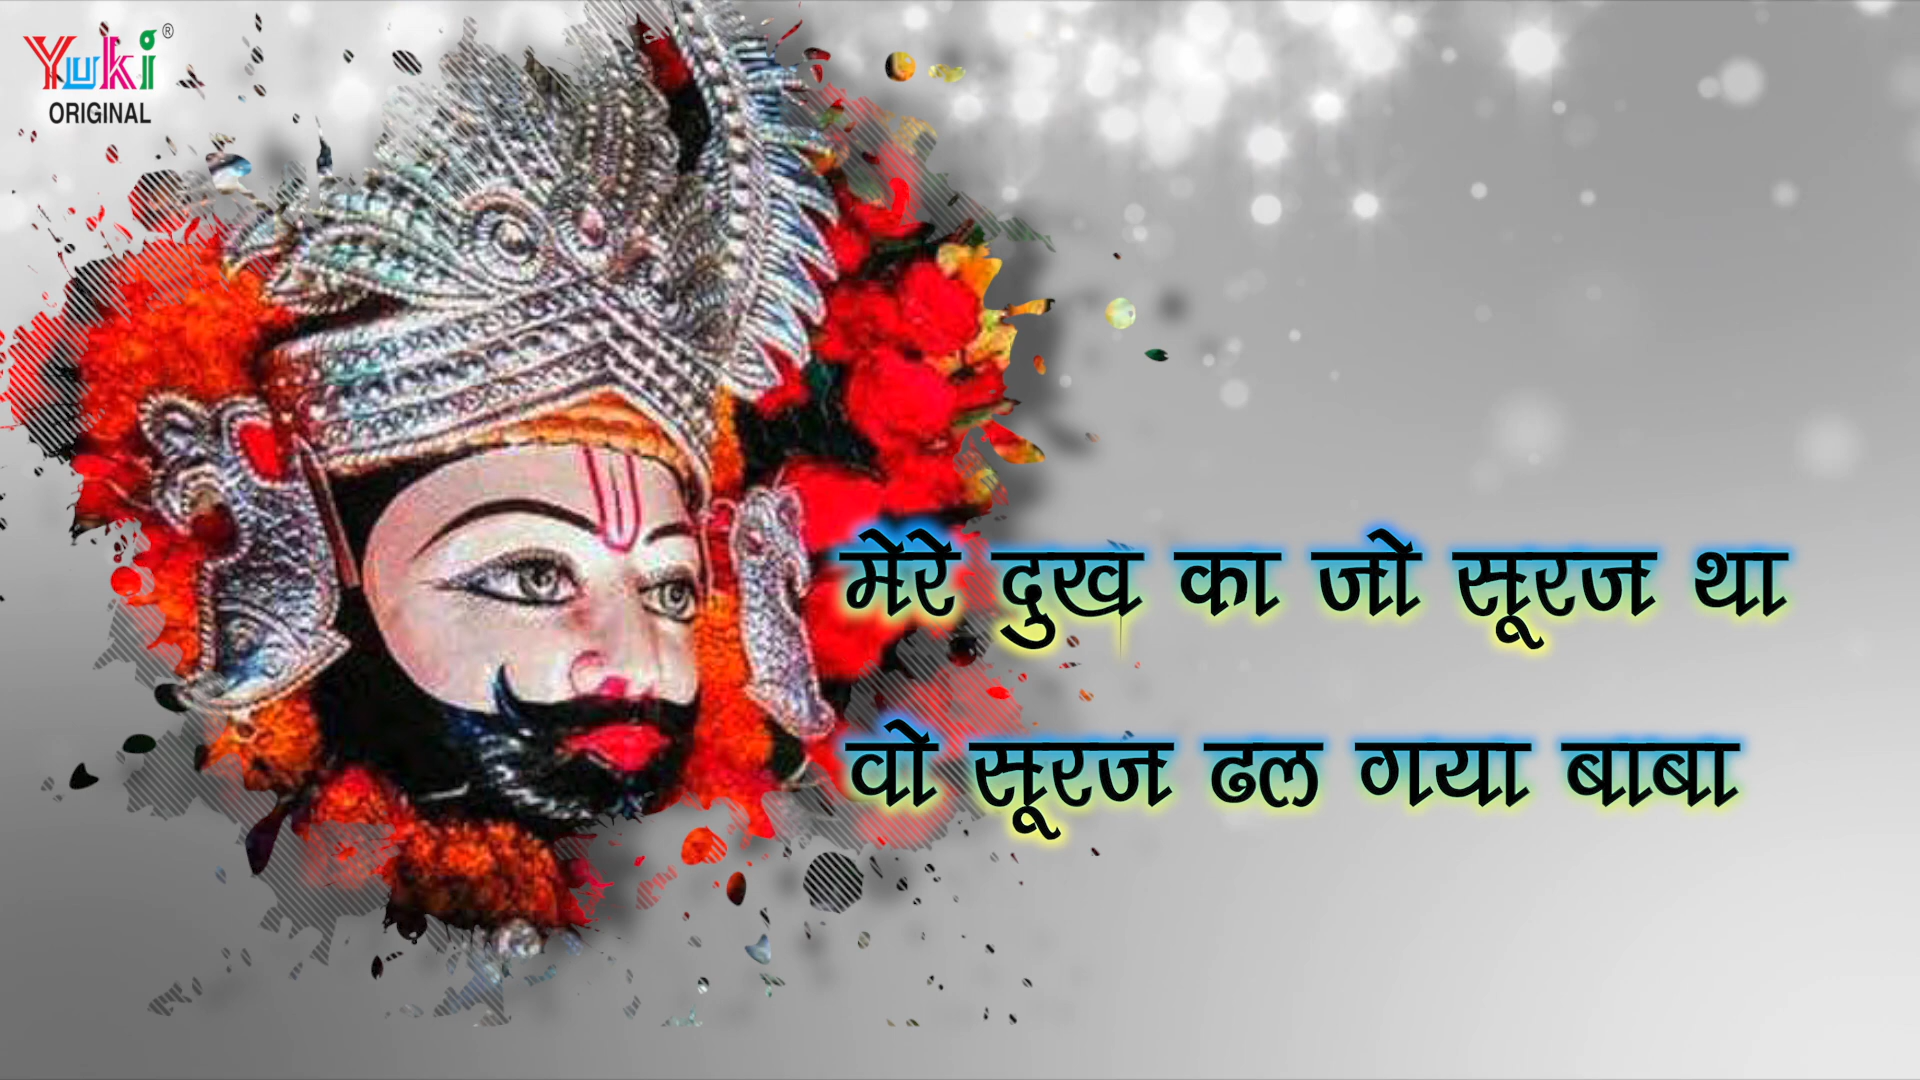 Yuki®
ORIGINAL
मेरे दुख का जो सूरज था
वो सूरज ढल गया बाबा